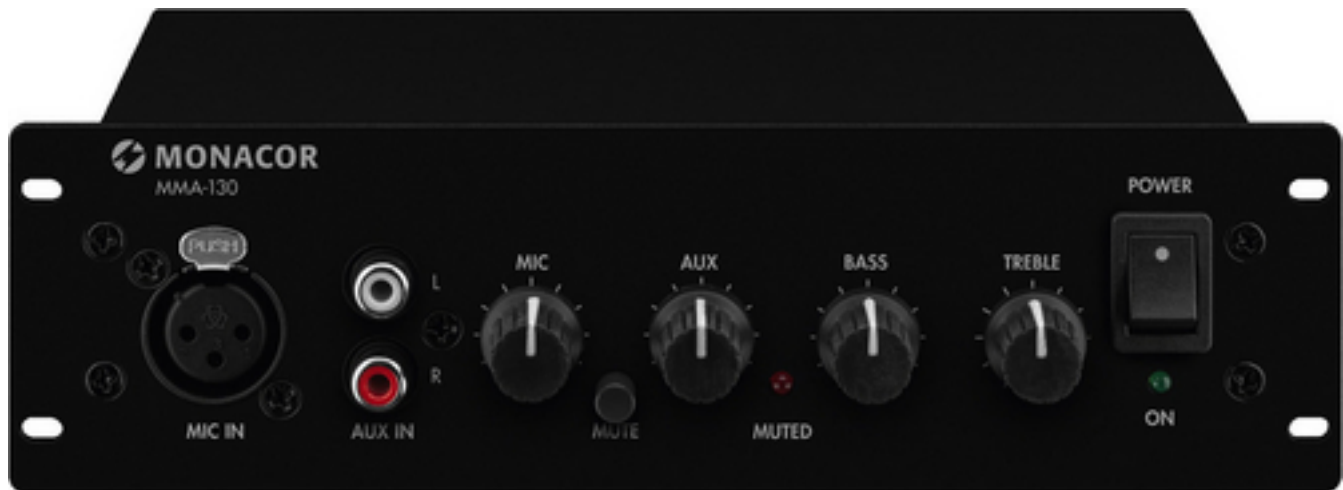 MONACOR
MMA-130
POWER
PUSH
MIC
AUX
BASS
TREBLE
L
R
MIC IN
AUX IN
MUTE
MUTED
ON